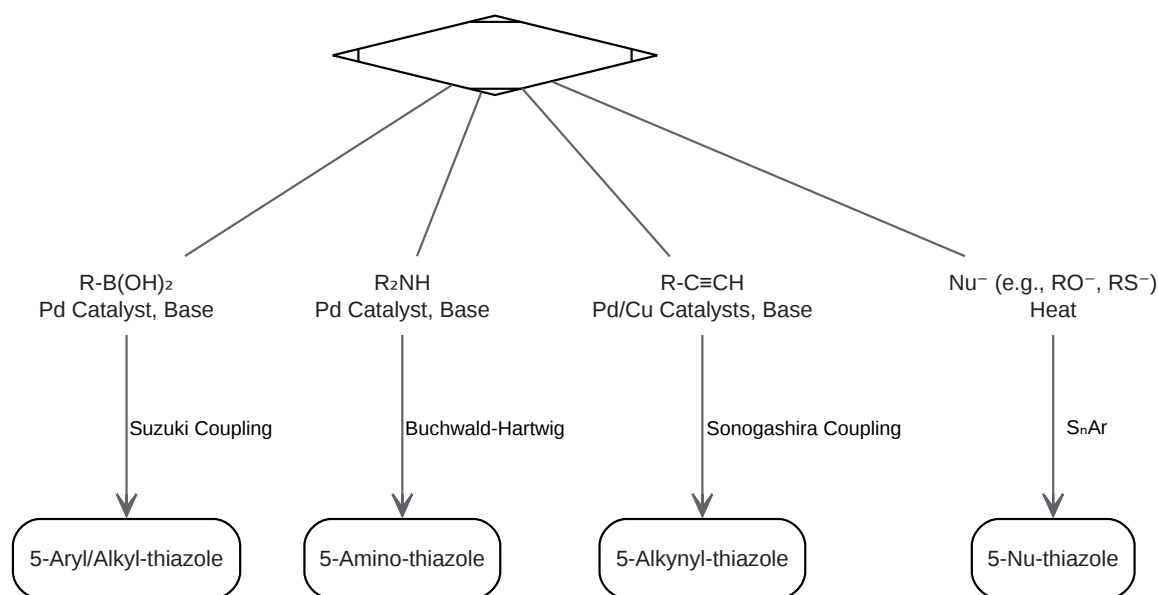 R-B(OH)₂
Pd Catalyst, Base
R₂NH
Pd Catalyst, Base
R-C≡CH
Pd/Cu Catalysts, Base
Nu⁻ (e.g., RO⁻, RS⁻)
Heat
Suzuki Coupling
Buchwald-Hartwig
Sonogashira Coupling
SₙAr
5-Aryl/Alkyl-thiazole
5-Amino-thiazole
5-Alkynyl-thiazole
5-Nu-thiazole